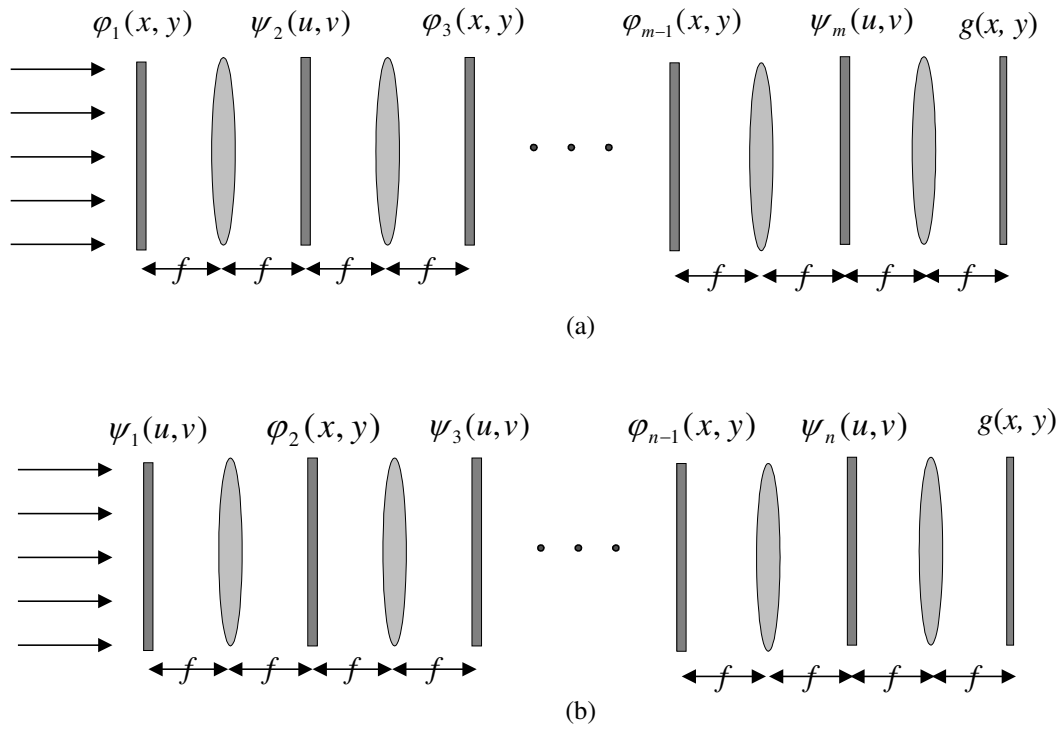 φ₁(x, y) ψ₂(u,v) φ₃(x, y) φₘ₋₁(x, y) ψₘ(u,v) g(x, y)
f f f f f f f f
(a)
ψ₁(u,v) φ₂(x, y) ψ₃(u,v) φₙ₋₁(x, y) ψₙ(u,v) g(x, y)
f f f f f f f f
(b)